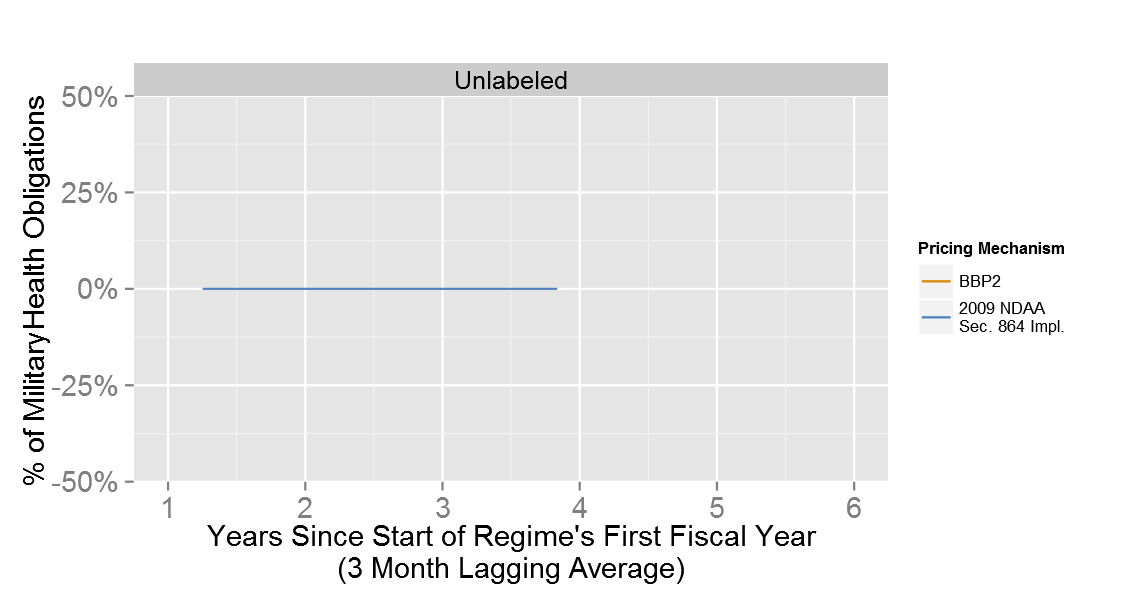 Unlabeled
50%
25%
0%
-25%
-50%
% of MilitaryHealth Obligations
1 2 3 4 5 6
Years Since Start of Regime's First Fiscal Year
(3 Month Lagging Average)
Pricing Mechanism
BBP2
2009 NDAA
Sec. 864 Impl.